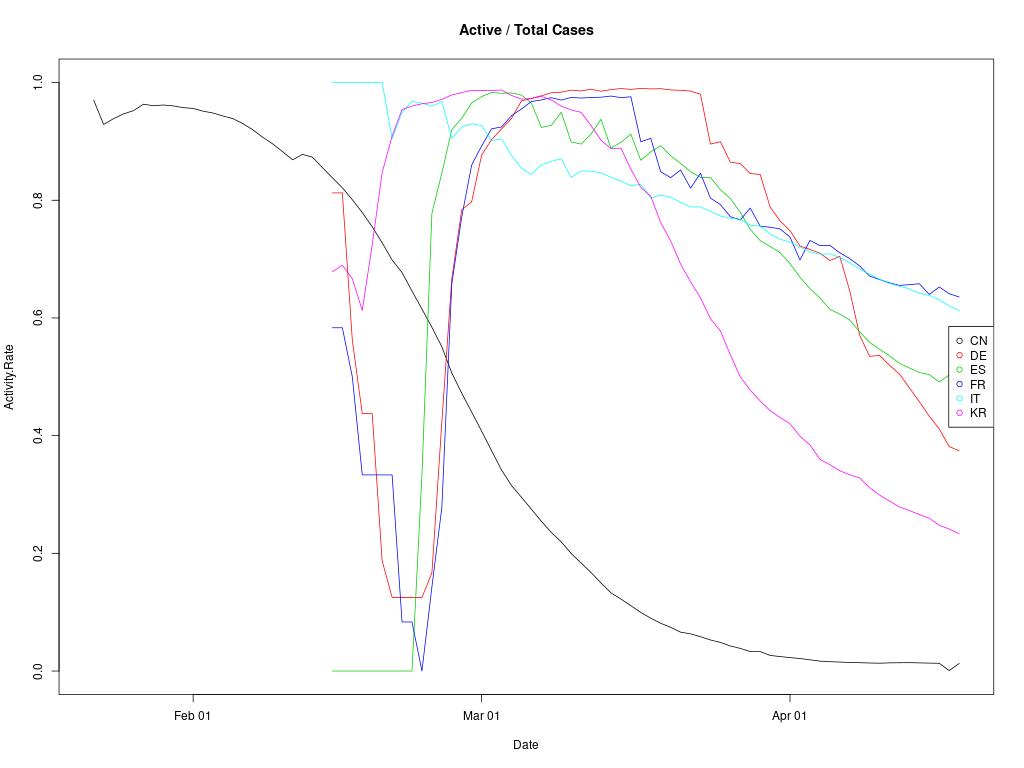 Active / Total Cases
Activity.Rate
1.0
0.8
0.6
0.4
0.2
0.0
CN
DE
ES
FR
IT
KR
Feb 01 Mar 01 Apr 01
Date